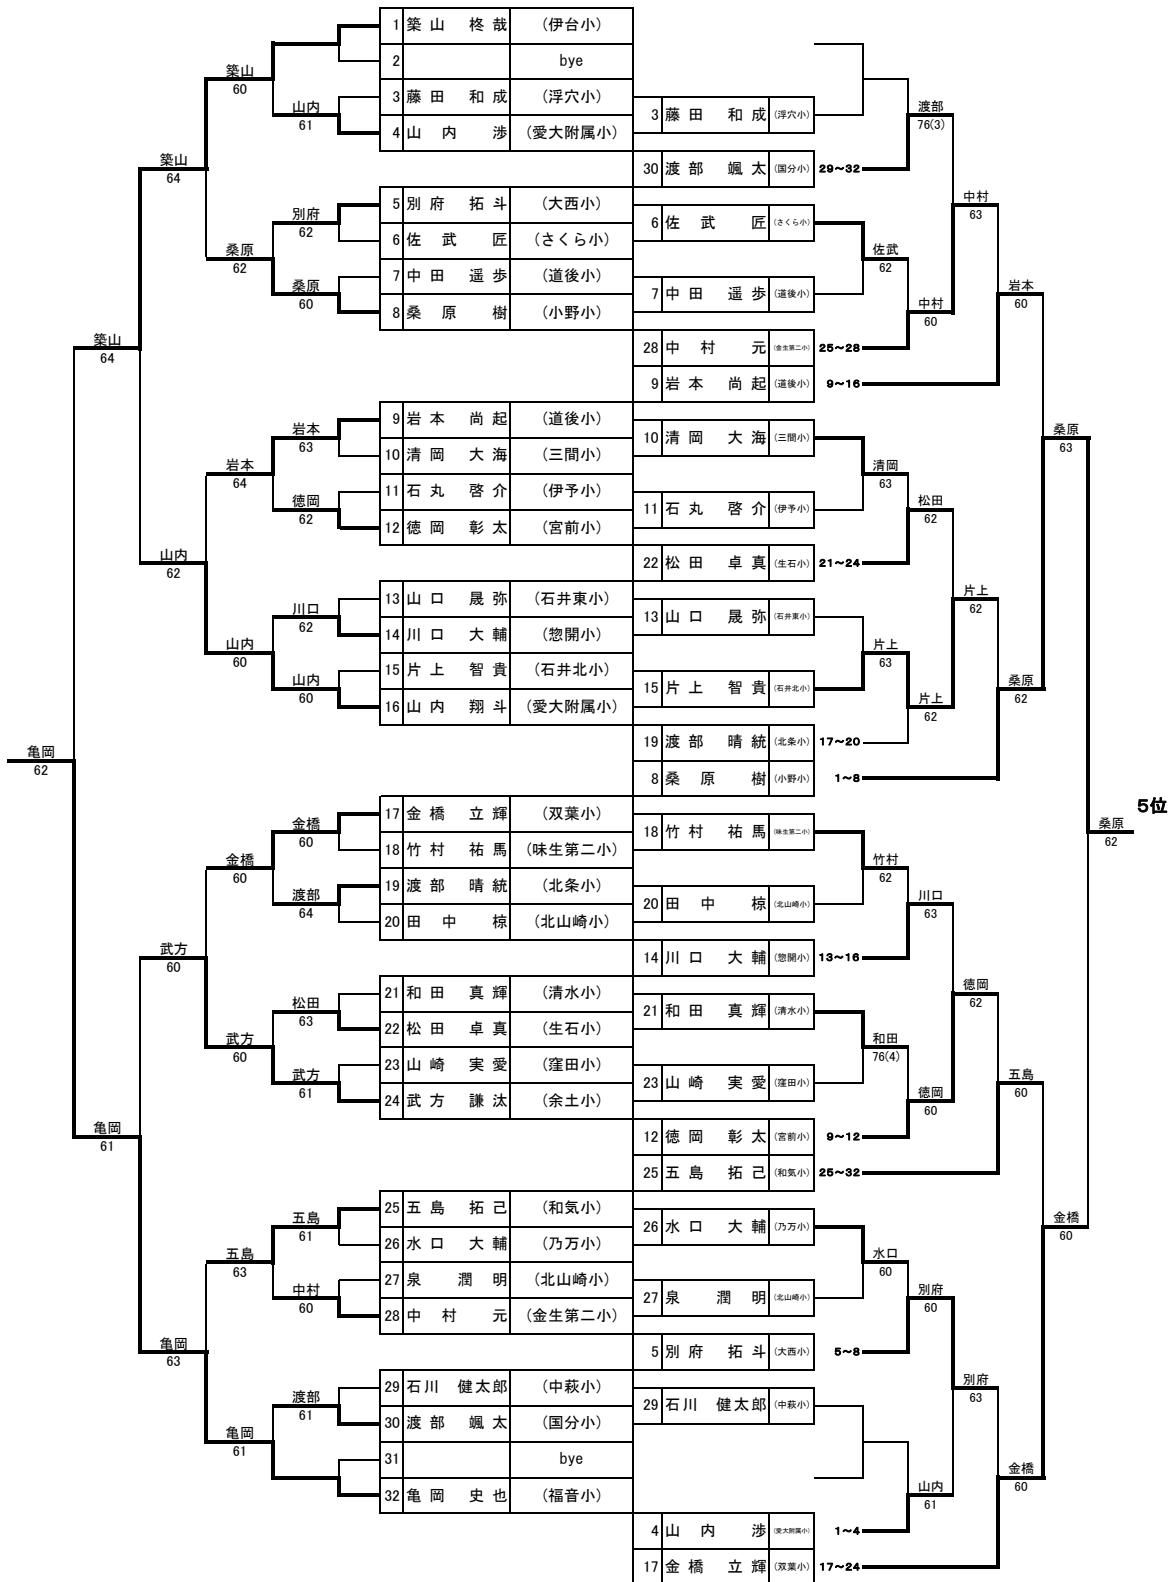 1 築山 柊哉 (伊台小)
2 bye
3 藤田 和成 (浮穴小)
4 山内 渉 (愛大附属小)
5 別府 拓斗 (大西小)
6 佐武 匠 (さくら小)
7 中田 遥歩 (道後小)
8 桑原 樹 (小野小)
9 岩本 尚起 (道後小)
10 清岡 大海 (三間小)
11 石丸 啓介 (伊予小)
12 徳岡 彰太 (宮前小)
13 山口 晟弥 (石井東小)
14 川口 大輔 (惣開小)
15 片上 智貴 (石井北小)
16 山内 翔斗 (愛大附属小)
17 金橋 立輝 (双葉小)
18 竹村 祐馬 (味生第二小)
19 渡部 晴統 (北条小)
20 田中 椋 (北山崎小)
21 和田 真輝 (清水小)
22 松田 卓真 (生石小)
23 山崎 実愛 (窪田小)
24 武方 謙汰 (余土小)
25 五島 拓己 (和気小)
26 水口 大輔 (乃万小)
27 泉 潤明 (北山崎小)
28 中村 元 (金生第二小)
29 石川 健太郎 (中萩小)
30 渡部 颯太 (国分小)
31 bye
32 亀岡 史也 (福音小)
築山
60
山内
61
築山
64
別府
62
桑原
62
桑原
60
築山
64
岩本
63
岩本
64
徳岡
62
山内
62
川口
62
山内
60
山内
60
亀岡
62
金橋
60
金橋
60
渡部
64
武方
60
松田
63
武方
60
武方
61
亀岡
61
五島
61
五島
63
中村
60
亀岡
63
渡部
61
亀岡
61
3 藤田 和成 (浮穴小)
30 渡部 颯太 (国分小) 29~32
6 佐武 匠 (さくら小)
7 中田 遥歩 (道後小)
28 中村 元 (金生第二小) 25~28
9 岩本 尚起 (道後小) 9~16
10 清岡 大海 (三間小)
11 石丸 啓介 (伊予小)
22 松田 卓真 (生石小) 21~24
13 山口 晟弥 (石井東小)
15 片上 智貴 (石井北小)
19 渡部 晴統 (北条小) 17~20
8 桑原 樹 (小野小) 1~8
18 竹村 祐馬 (味生第二小)
20 田中 椋 (北山崎小)
14 川口 大輔 (惣開小) 13~16
21 和田 真輝 (清水小)
23 山崎 実愛 (窪田小)
12 徳岡 彰太 (宮前小) 9~12
25 五島 拓己 (和気小) 25~32
26 水口 大輔 (乃万小)
27 泉 潤明 (北山崎小)
5 別府 拓斗 (大西小) 5~8
29 石川 健太郎 (中萩小)
4 山内 渉 (愛大附属小) 1~4
17 金橋 立輝 (双葉小) 17~24
渡部
76(3)
中村
63
佐武
62
中村
60
岩本
60
桑原
63
清岡
63
松田
62
片上
62
片上
63
片上
62
桑原
62
5位
桑原
62
竹村
62
川口
63
徳岡
62
和田
76(4)
徳岡
60
五島
60
金橋
60
水口
60
別府
60
別府
63
金橋
60
山内
61